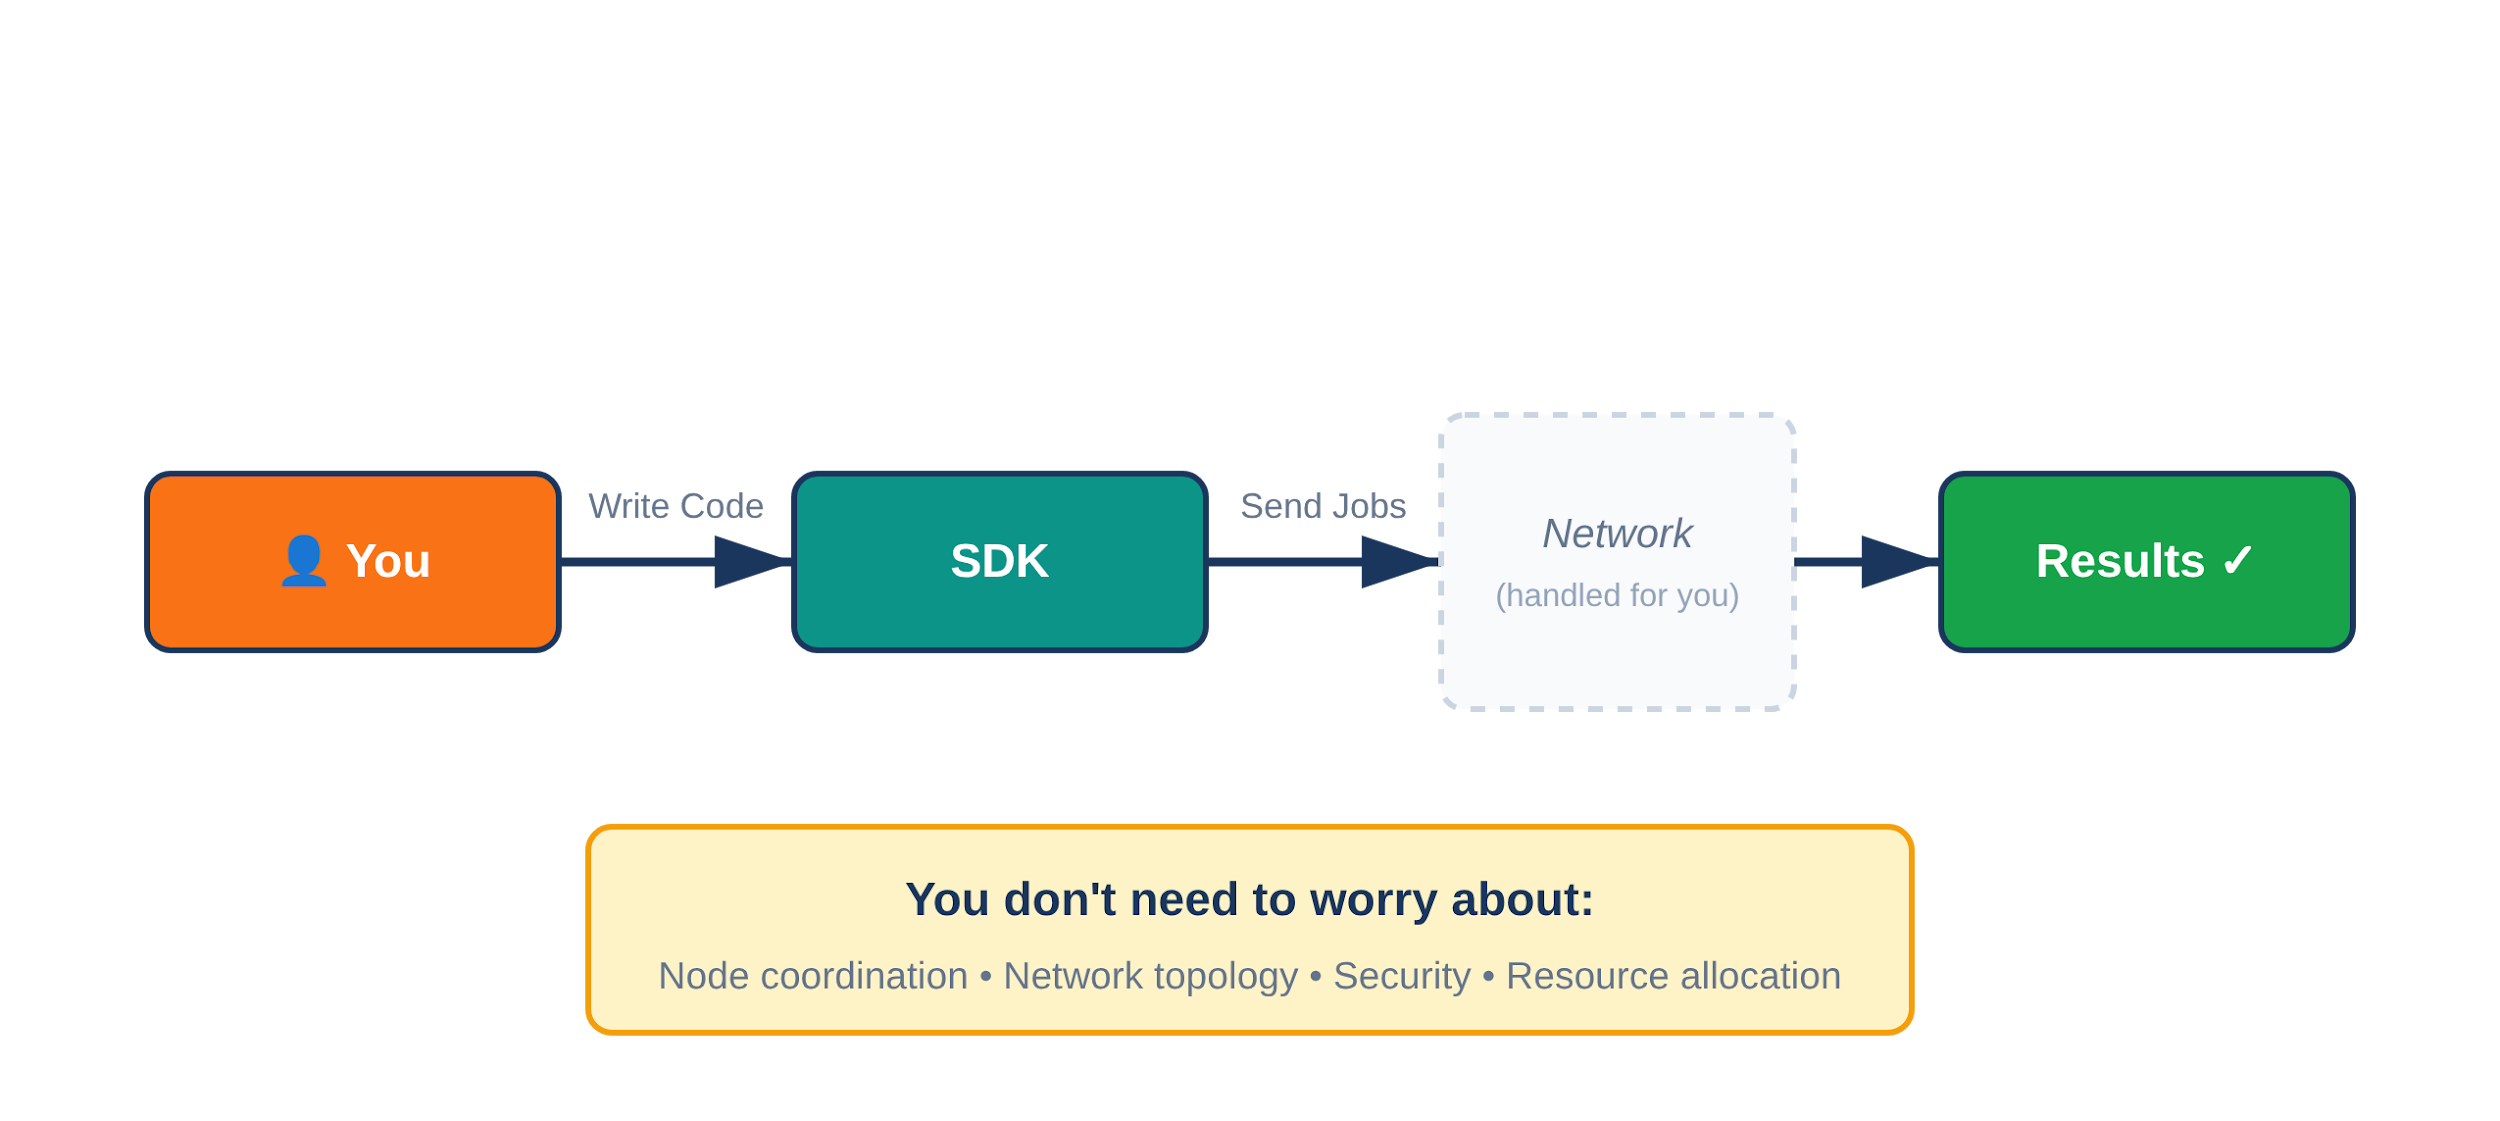 👤 You
Write Code
SDK
Send Jobs
Network
(handled for you)
Results ✓
You don't need to worry about:
Node coordination • Network topology • Security • Resource allocation